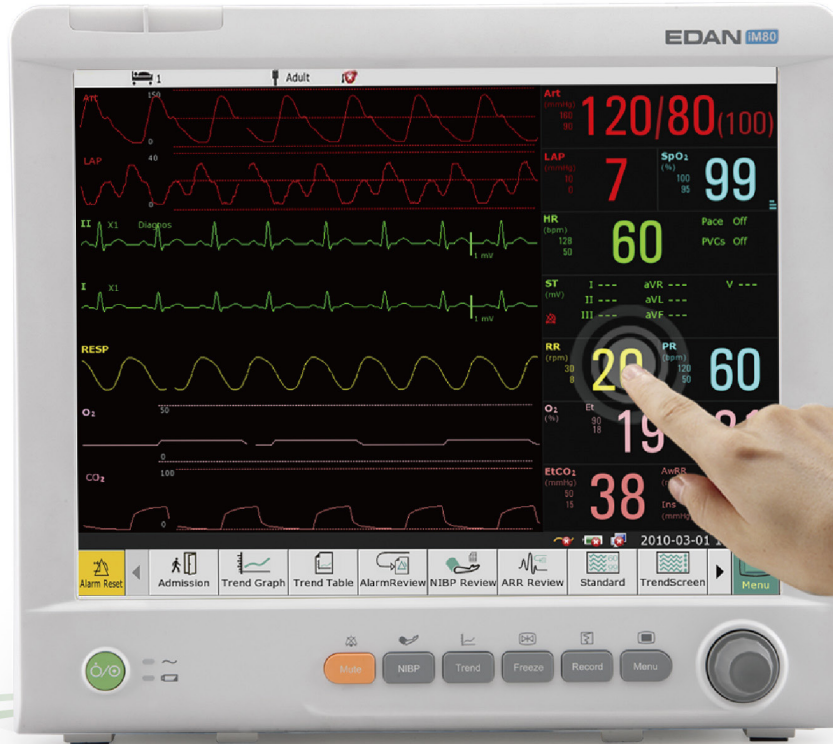 EDAN iM80
1 Adult
Art
150
0
LAP
40
0
II X1 Diagnos
1 mV
I X1
1 mV
RESP
O₂
50
0
CO₂
100
0
Art
(mmHg)
160
90
120/80(100)
LAP
(mmHg)
10
0
7
SpO₂
(%)
100
95
99
HR
(bpm)
128
50
60
Pace Off
PVCs Off
ST
(mV)
I --- aVR --- V ---
II --- aVL ---
III --- aVF ---
RR
(rpm)
30
8
20
PR
(bpm)
120
50
60
O₂
(%)
Et
90
18
19
EtCO₂
(mmHg)
50
15
38
AwRR
Ins
(mmHg)
2010-03-01
Alarm Reset
Admission
Trend Graph
Trend Table
AlarmReview
NIBP Review
ARR Review
Standard
TrendScreen
Menu
Mute
NIBP
Trend
Freeze
Record
Menu